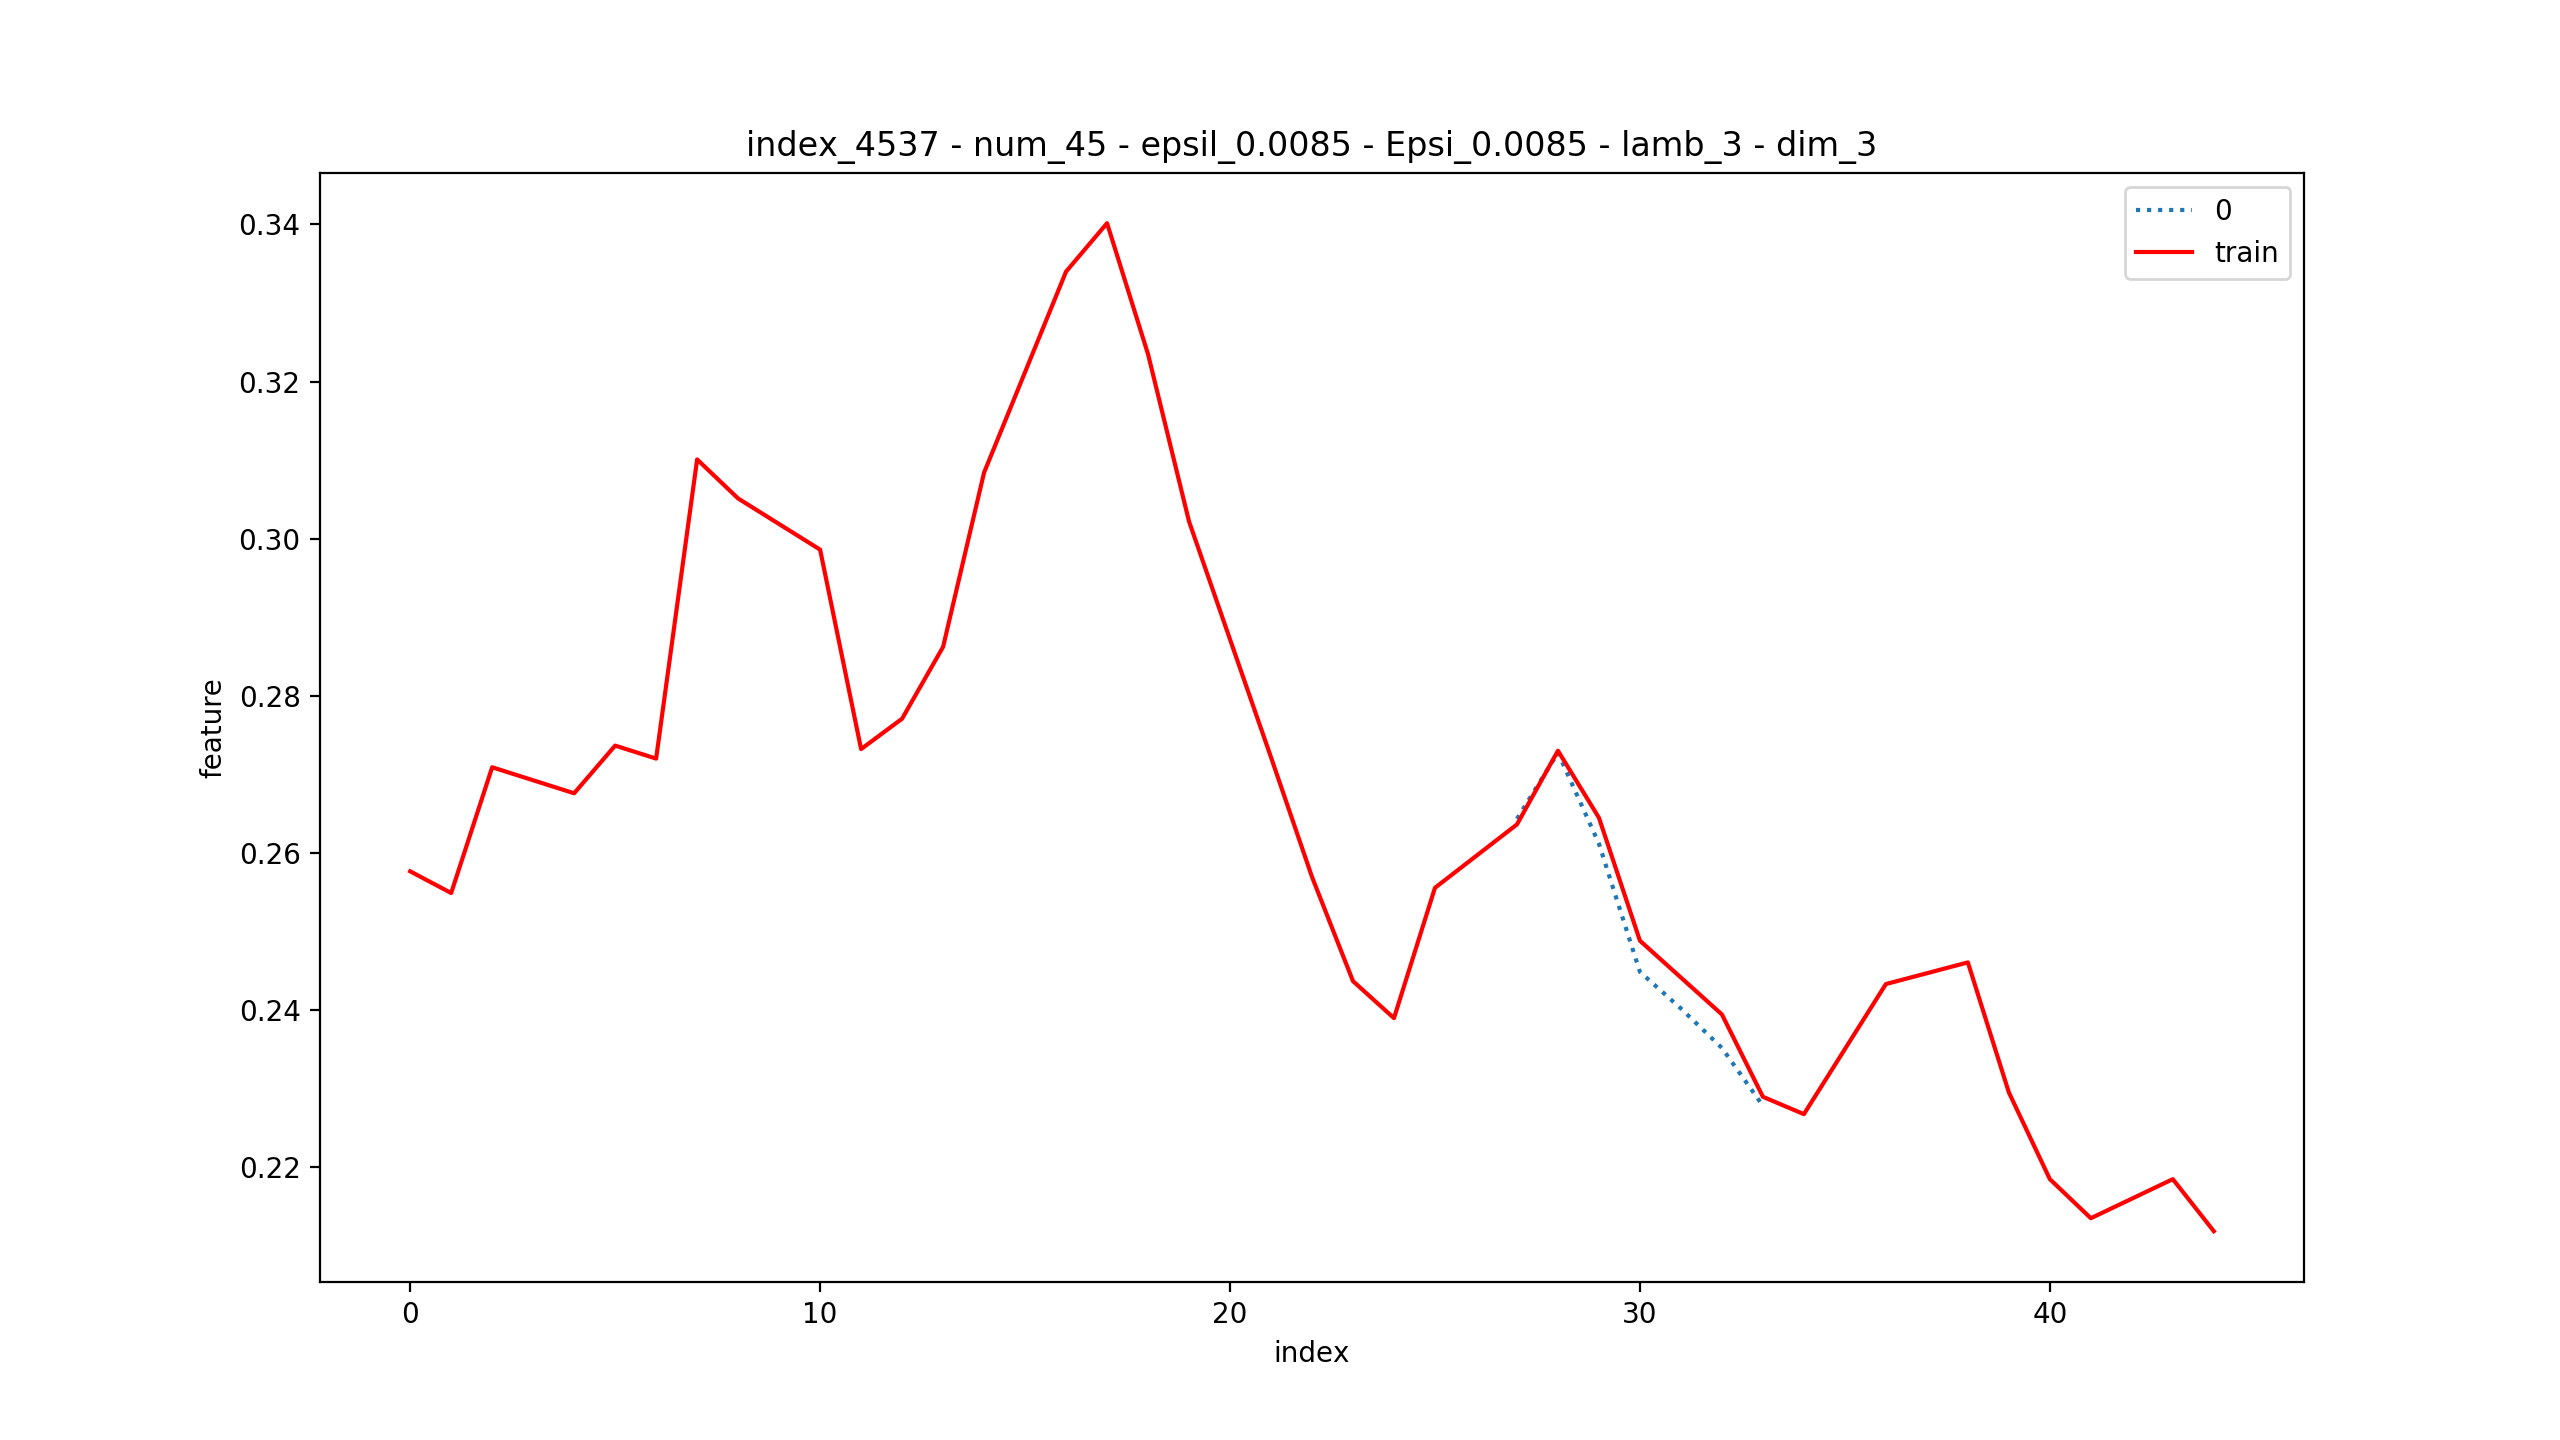 index_4537 - num_45 - epsil_0.0085 - Epsi_0.0085 - lamb_3 - dim_3
0
train
0.34
0.32
0.30
0.28
0.26
0.24
0.22
feature
0 10 20 30 40
index